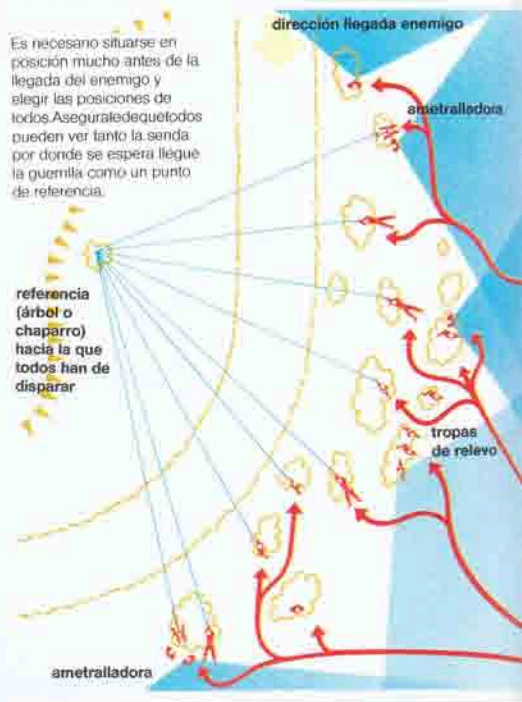 dirección llegada enemigo
Es necesario situarse en
posición mucho antes de la
llegada del enemigo y
elegir las posiciones de
todos.Aseguratedequetodos
pueden ver tanto la senda
por donde se espera llegue
la guerrilla como un punto
de referencia.
ametralladora
referencia
(árbol o
chaparro)
hacia la que
todos han de
disparar
tropas
de relevo
ametralladora